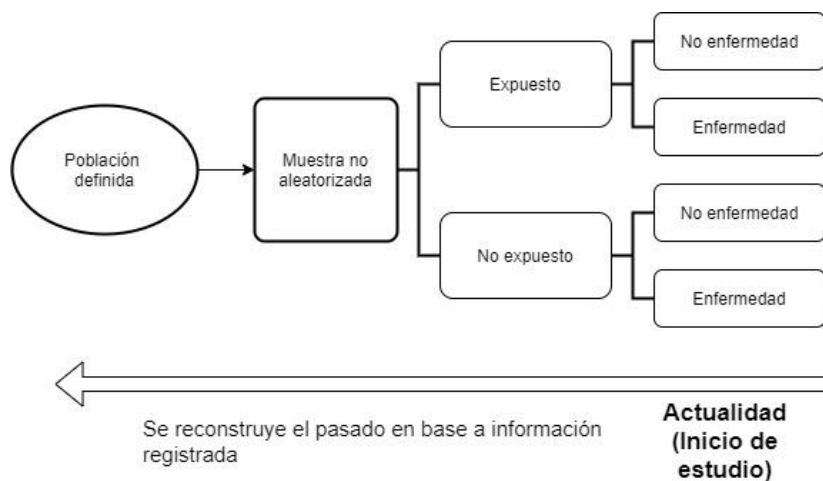 Población
definida
Muestra no
aleatorizada
Expuesto
No enfermedad
Enfermedad
No expuesto
No enfermedad
Enfermedad
Se reconstruye el pasado en base a información
registrada
Actualidad
(Inicio de
estudio)